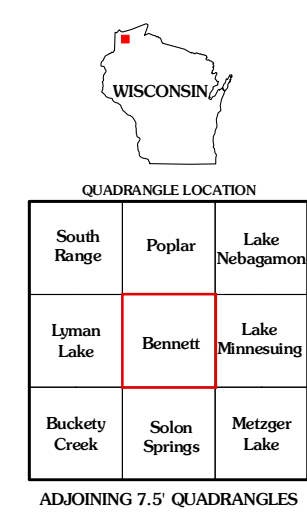 WISCONSIN
QUADRANGLE LOCATION
South
Range
Poplar
Lake
Nebagamon
Lyman
Lake
Bennett
Lake
Minnesuing
Buckety
Creek
Solon
Springs
Metzger
Lake
ADJOINING 7.5' QUADRANGLES